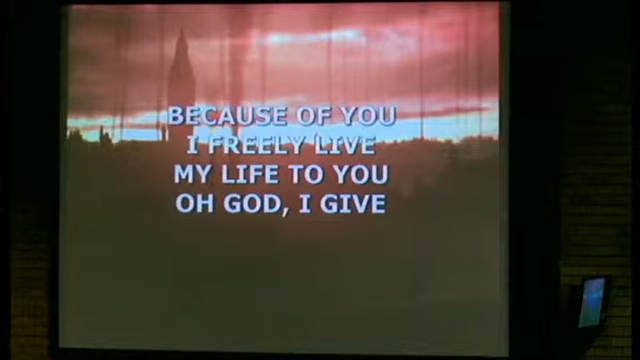 BECAUSE OF YOU
I FREELY LIVE
MY LIFE TO YOU
OH GOD, I GIVE